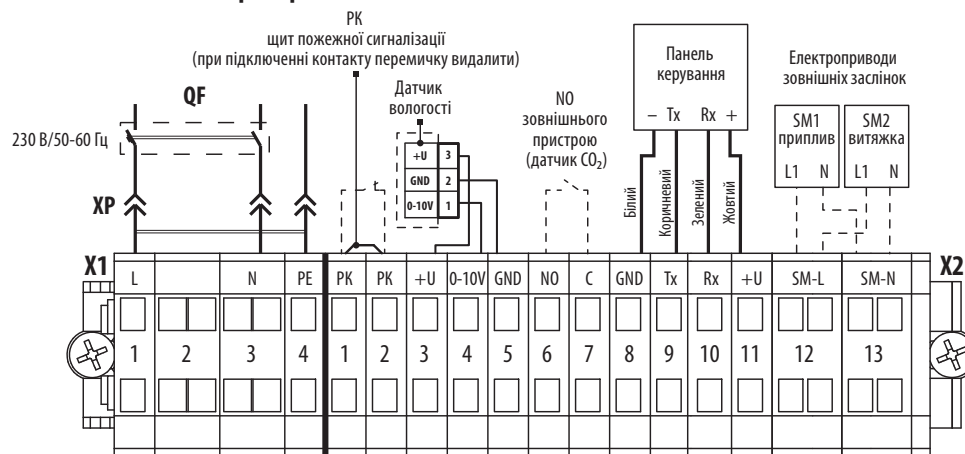 РК
щит пожежної сигналізації
(при підключенні контакту перемичку видалити)
QF
230 В/50-60 Гц
XP
Датчик
вологості
+U 3
GND 2
0-10V 1
NO
зовнішнього
пристрою
(датчик CO₂)
Панель
керування
– Tx Rx +
Білий
Коричневий
Зелений
Жовтий
Електроприводи
зовнішніх заслінок
SM1
приплив
L1 N
SM2
витяжка
L1 N
X1
X2
L N PE PK PK +U 0-10V GND NO C GND Tx Rx +U SM-L SM-N
1 2 3 4 1 2 3 4 5 6 7 8 9 10 11 12 13